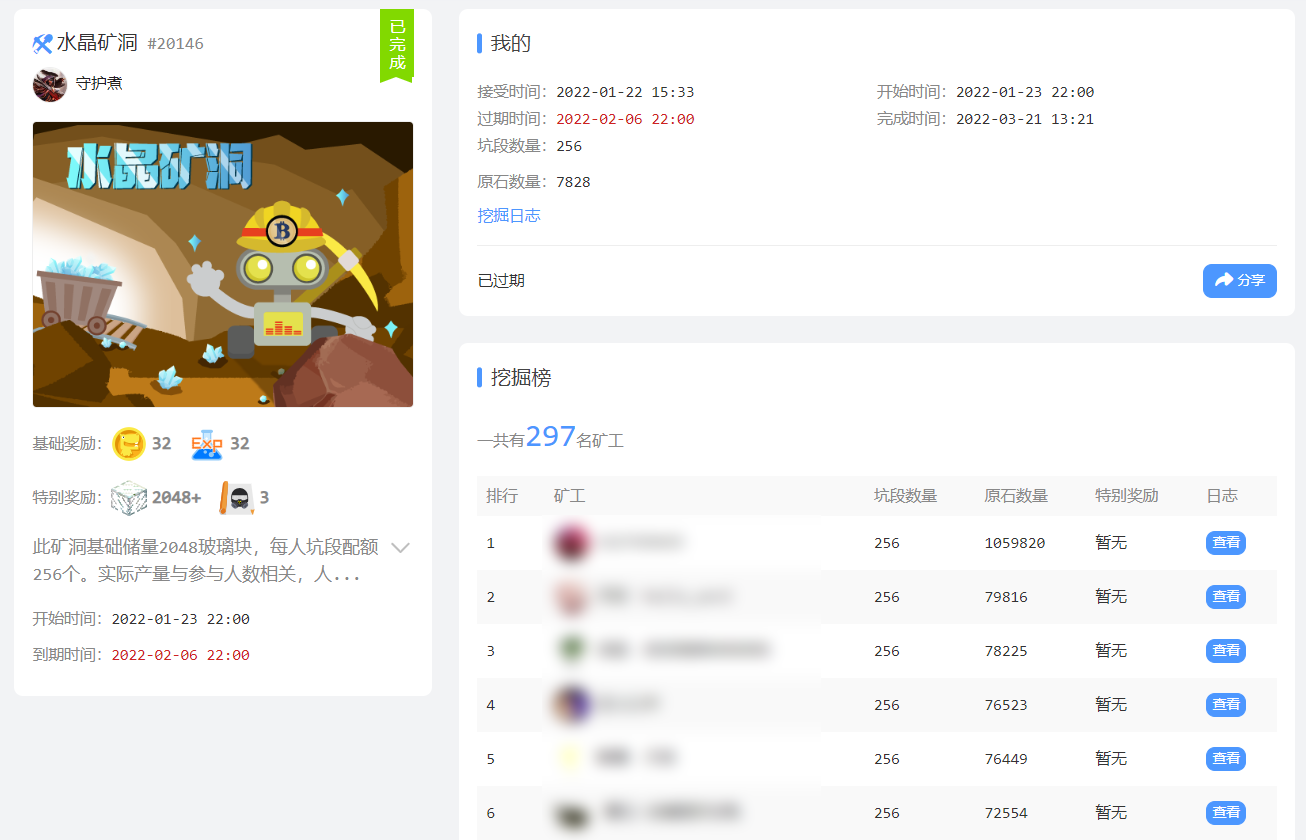 水晶矿洞 #20146
已完成
守护煮
水晶矿洞
B
基础奖励: 32 EXP 32
特别奖励: 2048+ 3
此矿洞基础储量2048玻璃块，每人坑段配额
256个。实际产量与参与人数相关，人...
开始时间: 2022-01-23 22:00
到期时间: 2022-02-06 22:00
我的
接受时间: 2022-01-22 15:33 开始时间: 2022-01-23 22:00
过期时间: 2022-02-06 22:00 完成时间: 2022-03-21 13:21
坑段数量: 256
原石数量: 7828
挖掘日志
已过期 分享
挖掘榜
一共有297名矿工
排行 矿工 坑段数量 原石数量 特别奖励 日志
1 256 1059820 暂无 查看
2 256 79816 暂无 查看
3 256 78225 暂无 查看
4 256 76523 暂无 查看
5 256 76449 暂无 查看
6 256 72554 暂无 查看